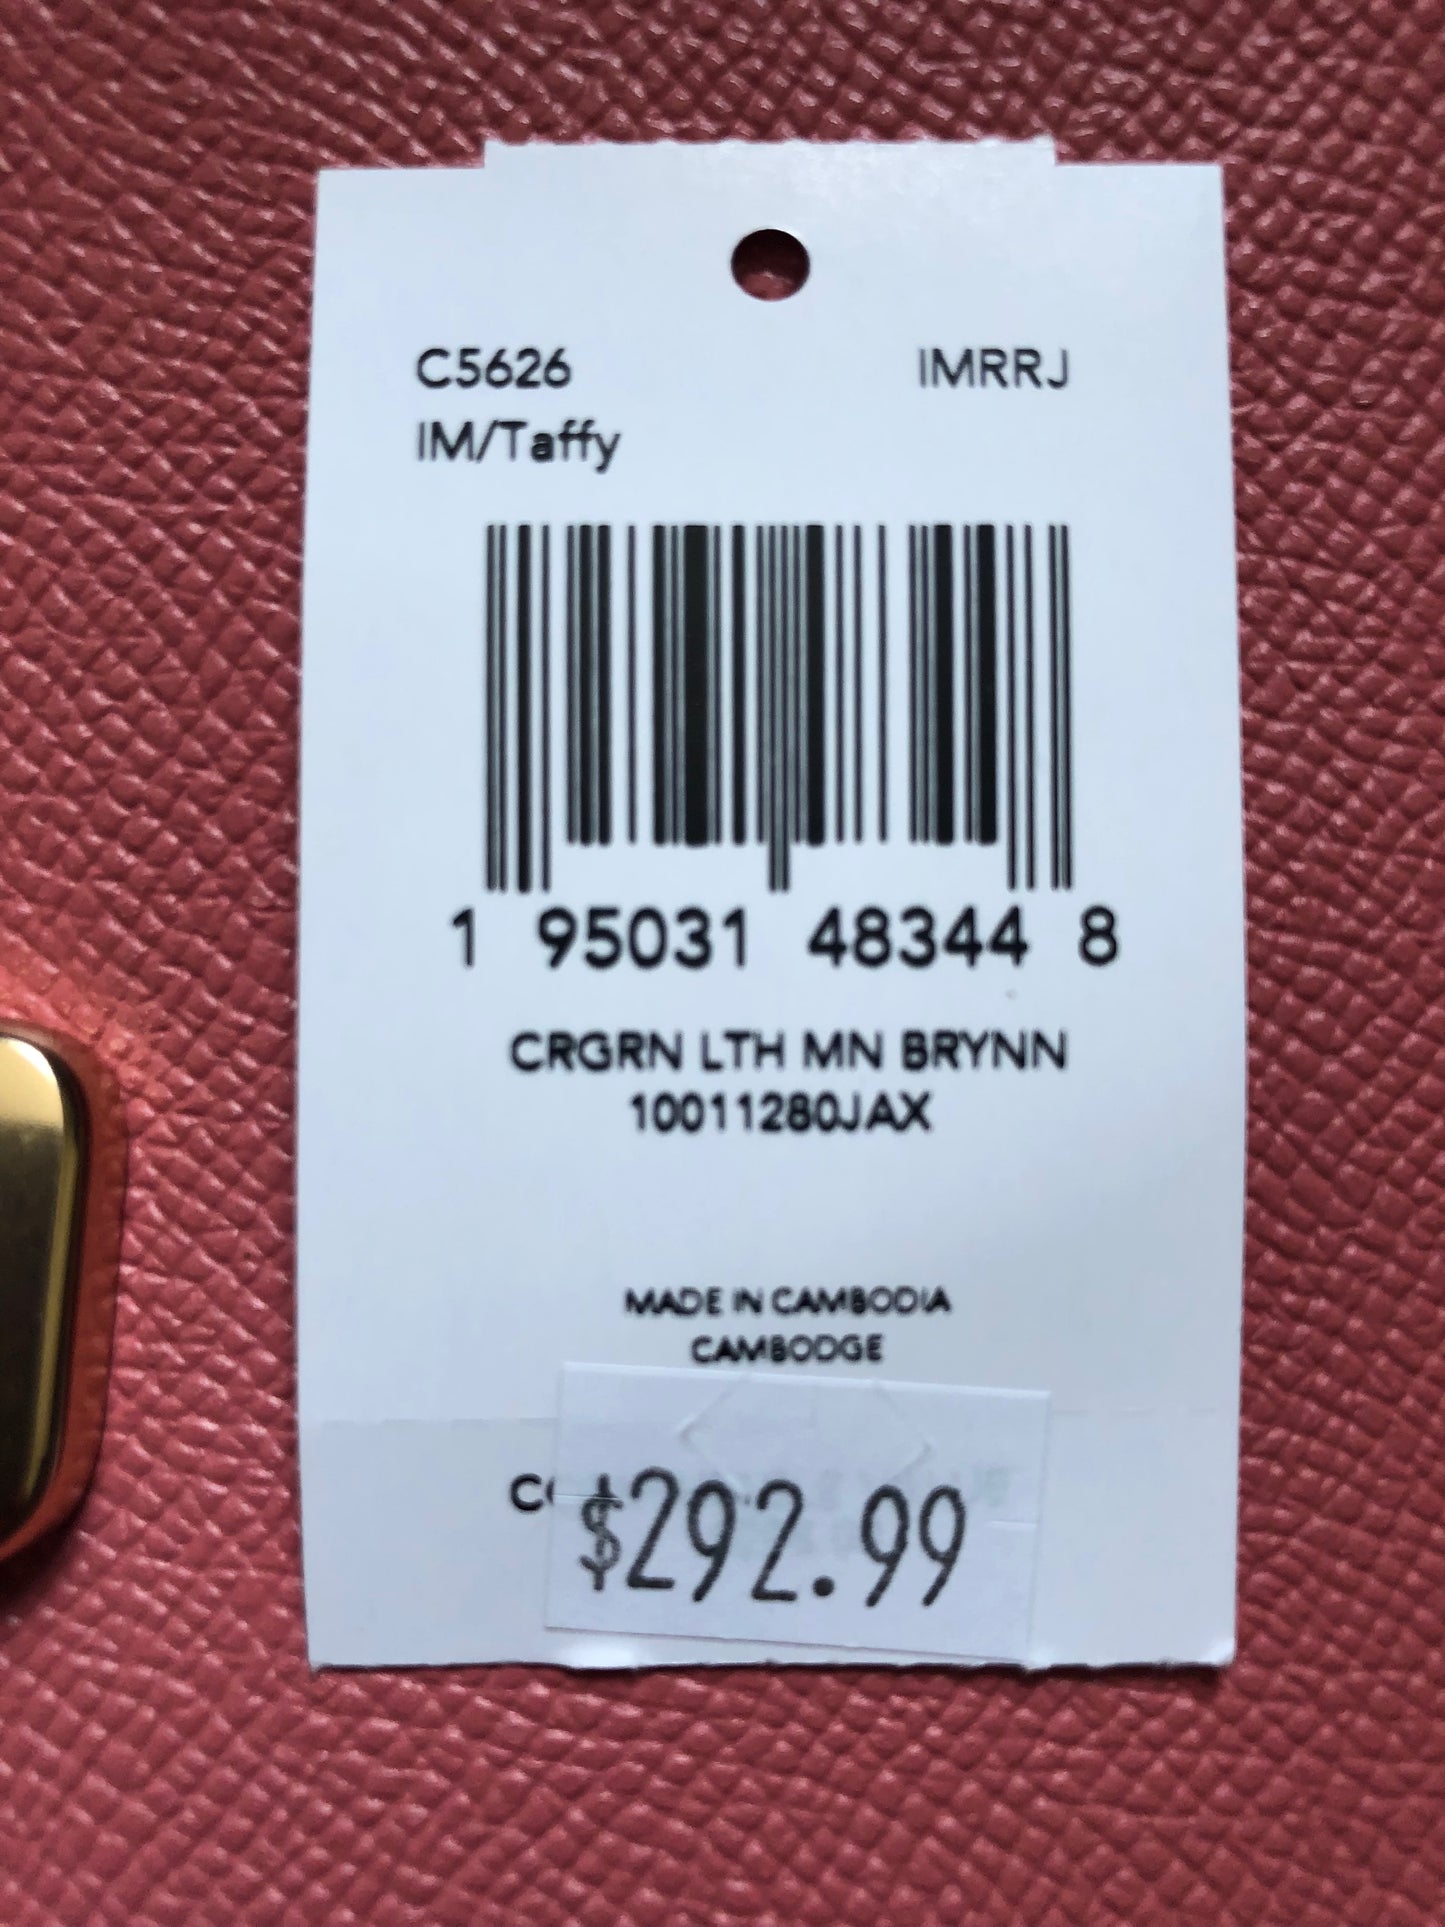 C5626 IMRRJ
IM/Taffy
1 95031 48344 8
CRGRN LTH MN BRYNN
10011280JAX
MADE IN CAMBODIA
CAMBODGE
$292.99